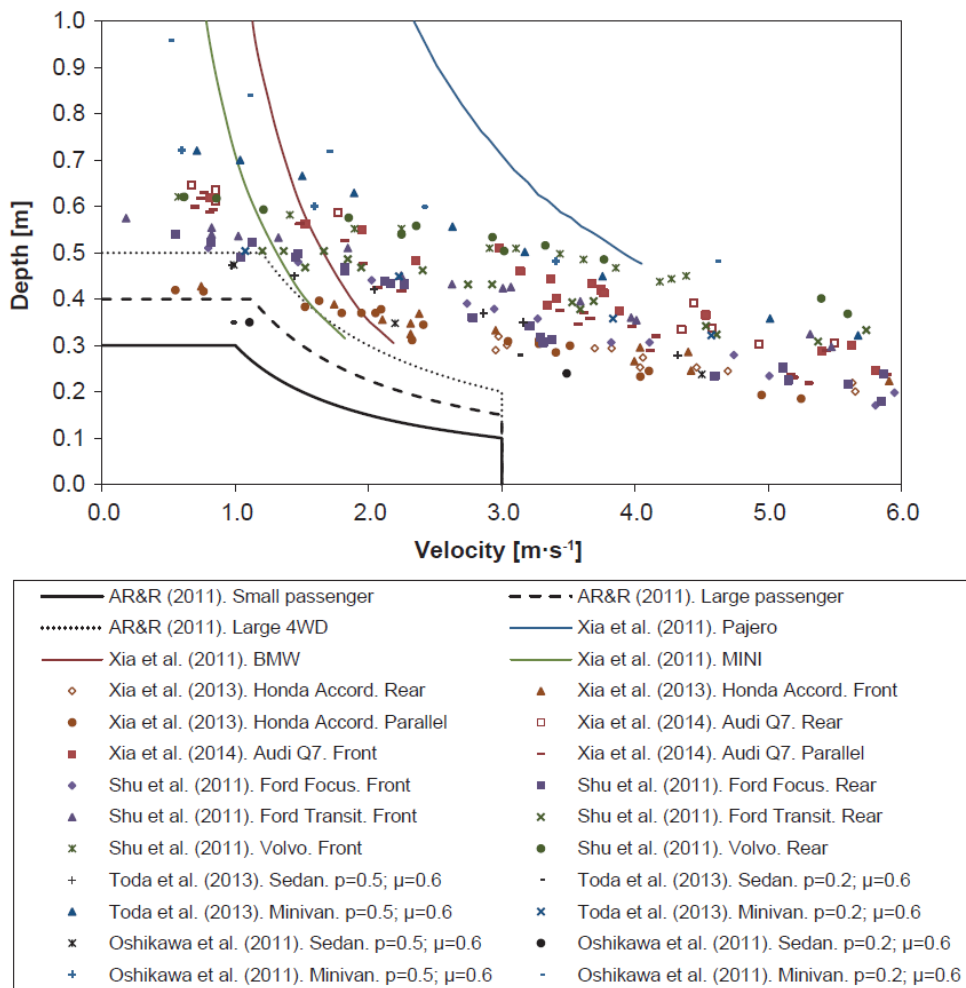 1.0
0.9
0.8
0.7
0.6
0.5
0.4
0.3
0.2
0.1
0.0
Depth [m]
0.0 1.0 2.0 3.0 4.0 5.0 6.0
Velocity [m·s-1]
AR&R (2011). Small passenger AR&R (2011). Large passenger
AR&R (2011). Large 4WD Xia et al. (2011). Pajero
Xia et al. (2011). BMW Xia et al. (2011). MINI
Xia et al. (2013). Honda Accord. Rear Xia et al. (2013). Honda Accord. Front
Xia et al. (2013). Honda Accord. Parallel Xia et al. (2014). Audi Q7. Rear
Xia et al. (2014). Audi Q7. Front Xia et al. (2014). Audi Q7. Parallel
Shu et al. (2011). Ford Focus. Front Shu et al. (2011). Ford Focus. Rear
Shu et al. (2011). Ford Transit. Front Shu et al. (2011). Ford Transit. Rear
Shu et al. (2011). Volvo. Front Shu et al. (2011). Volvo. Rear
Toda et al. (2013). Sedan. p=0.5; μ=0.6 Toda et al. (2013). Sedan. p=0.2; μ=0.6
Toda et al. (2013). Minivan. p=0.5; μ=0.6 Toda et al. (2013). Minivan. p=0.2; μ=0.6
Oshikawa et al. (2011). Sedan. p=0.5; μ=0.6 Oshikawa et al. (2011). Sedan. p=0.2; μ=0.6
Oshikawa et al. (2011). Minivan. p=0.5; μ=0.6 Oshikawa et al. (2011). Minivan. p=0.2; μ=0.6